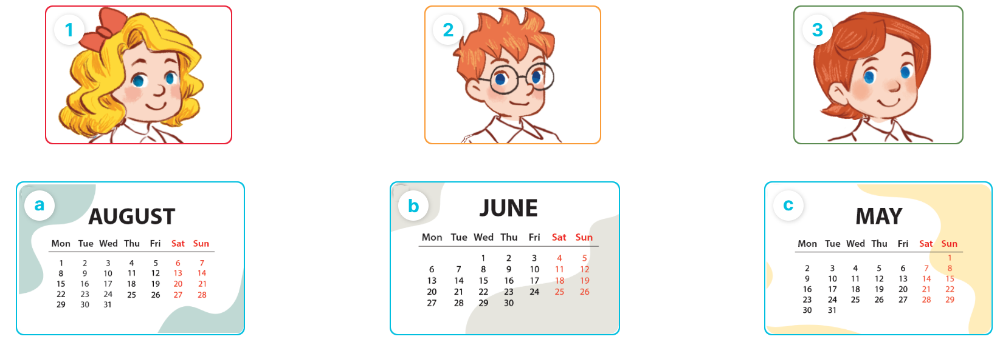 1
2
3
a
AUGUST
Mon Tue Wed Thu Fri Sat Sun
1 2 3 4 5 6 7
8 9 10 11 12 13 14
15 16 17 18 19 20 21
22 23 24 25 26 27 28
29 30 31
b
JUNE
Mon Tue Wed Thu Fri Sat Sun
1 2 3 4 5
6 7 8 9 10 11 12
13 14 15 16 17 18 19
20 21 22 23 24 25 26
27 28 29 30
c
MAY
Mon Tue Wed Thu Fri Sat Sun
1
2 3 4 5 6 7 8
9 10 11 12 13 14 15
16 17 18 19 20 21 22
23 24 25 26 27 28 29
30 31